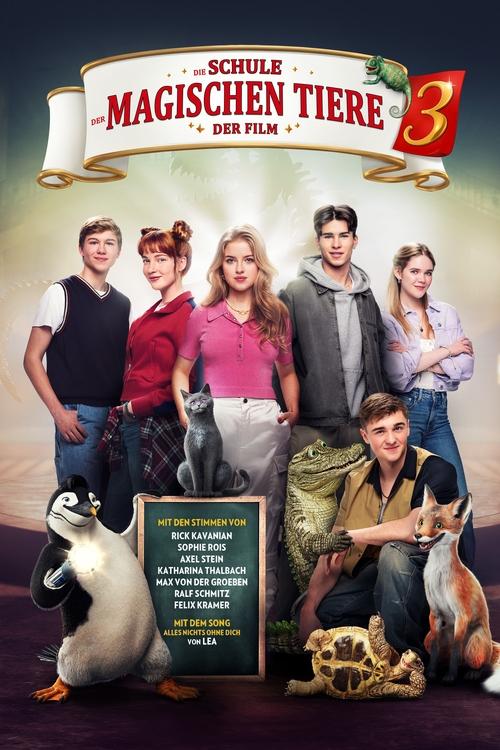 DIE SCHULE
DER MAGISCHEN TIERE 3
DER FILM
MIT DEN STIMMEN VON
RICK KAVANIAN
SOPHIE ROIS
AXEL STEIN
KATHARINA THALBACH
MAX VON DER GROEBEN
RALF SCHMITZ
FELIX KRAMER
MIT DEM SONG
ALLES NICHTS OHNE DICH
VON LEA